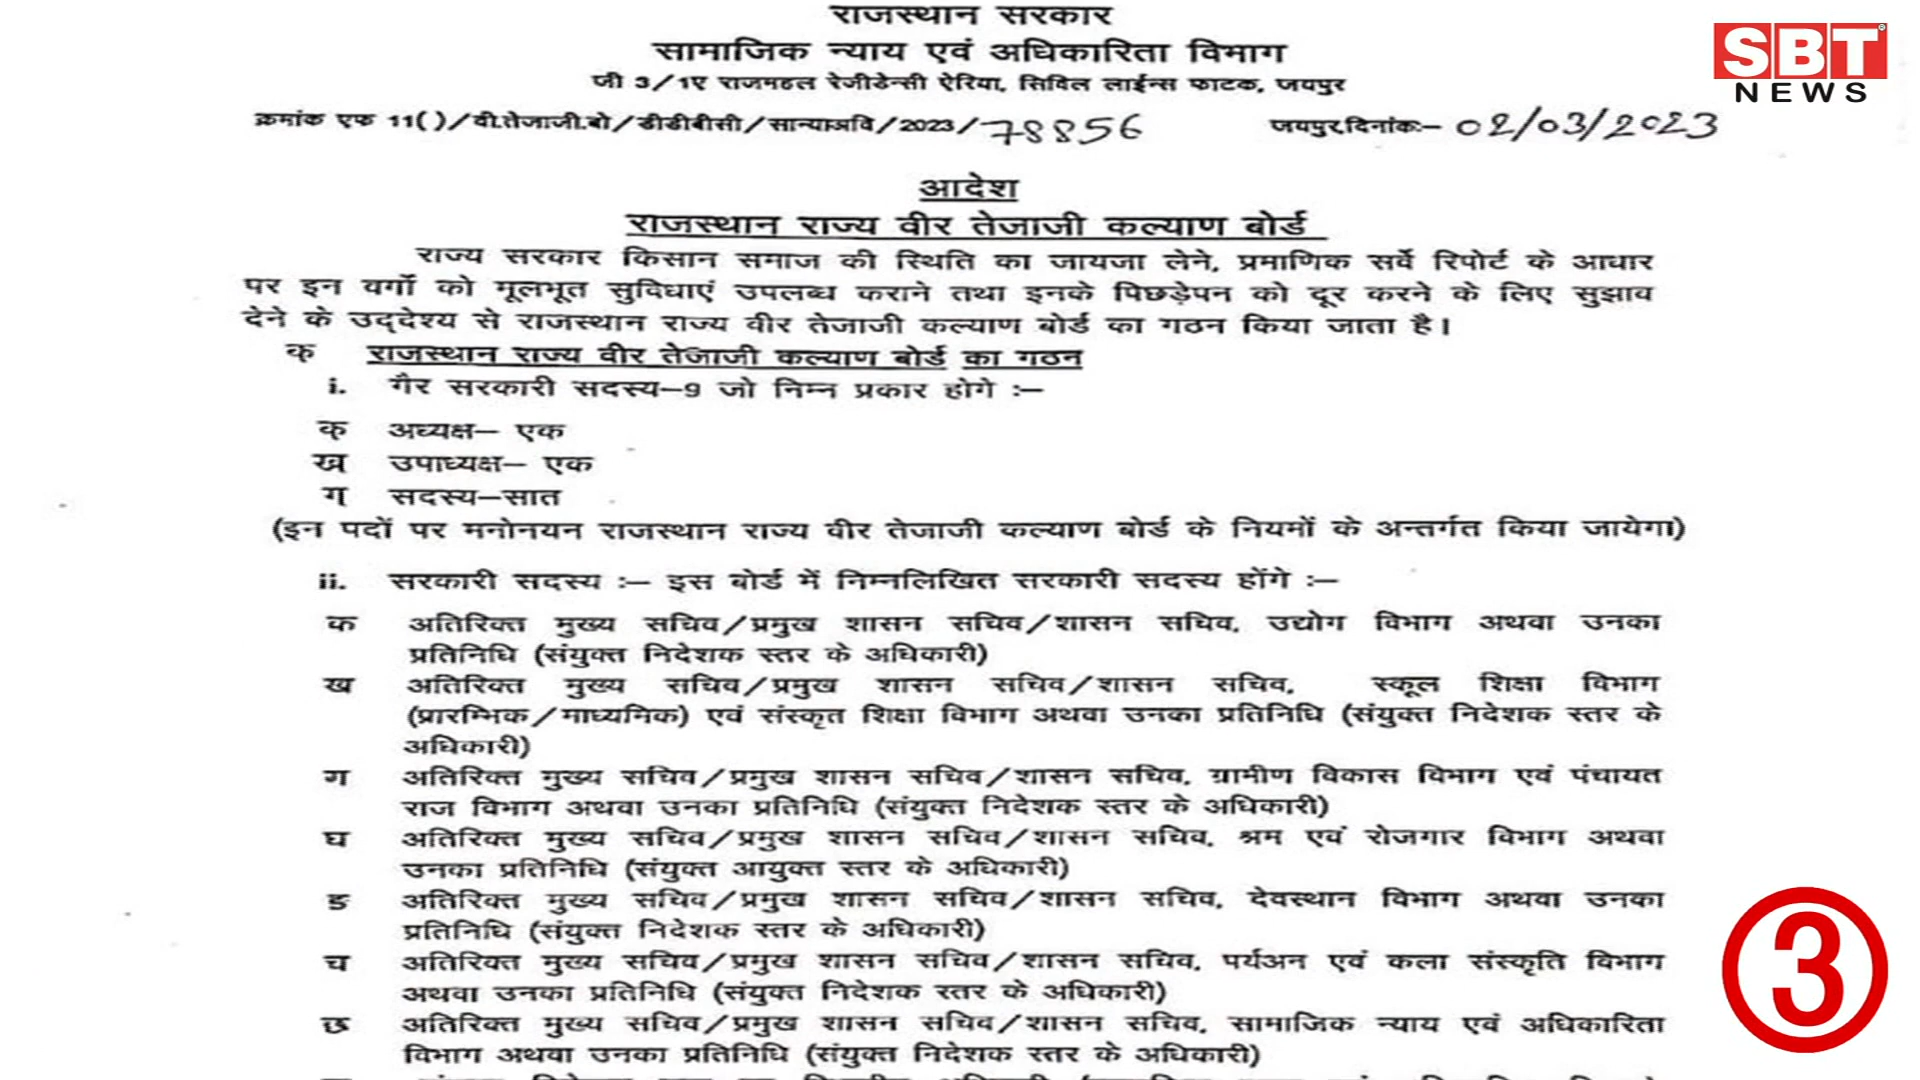 राजस्थान सरकार
सामाजिक न्याय एवं अधिकारिता विभाग
जी 3/1ए राजमहल रेजीडेन्सी ऐरिया, सिविल लाईन्स फाटक, जयपुर
क्रमांक एफ 11()/वी.तेजाजी.बो/डीडीबीसी/सान्याअवि/2023/78856 जयपुर,दिनांकः– 02/03/2023
SBT
NEWS
आदेश
राजस्थान राज्य वीर तेजाजी कल्याण बोर्ड
राज्य सरकार किसान समाज की स्थिति का जायजा लेने, प्रमाणिक सर्वे रिपोर्ट के आधार
पर इन वर्गों को मूलभूत सुविधाएं उपलब्ध कराने तथा इनके पिछड़ेपन को दूर करने के लिए सुझाव
देने के उद्देश्य से राजस्थान राज्य वीर तेजाजी कल्याण बोर्ड का गठन किया जाता है।
क् राजस्थान राज्य वीर तेजाजी कल्याण बोर्ड का गठन
i. गैर सरकारी सदस्य–9 जो निम्न प्रकार होगे :–
क् अध्यक्ष– एक
ख् उपाध्यक्ष– एक
ग् सदस्य–सात
(इन पदों पर मनोनयन राजस्थान राज्य वीर तेजाजी कल्याण बोर्ड के नियमों के अन्तर्गत किया जायेगा)
ii. सरकारी सदस्य :– इस बोर्ड में निम्नलिखित सरकारी सदस्य होंगे :–
क अतिरिक्त मुख्य सचिव/प्रमुख शासन सचिव/शासन सचिव, उद्योग विभाग अथवा उनका
प्रतिनिधि (संयुक्त निदेशक स्तर के अधिकारी)
ख अतिरिक्त मुख्य सचिव/प्रमुख शासन सचिव/शासन सचिव, स्कूल शिक्षा विभाग
(प्रारम्भिक/माध्यमिक) एवं संस्कृत शिक्षा विभाग अथवा उनका प्रतिनिधि (संयुक्त निदेशक स्तर के
अधिकारी)
ग अतिरिक्त मुख्य सचिव/प्रमुख शासन सचिव/शासन सचिव, ग्रामीण विकास विभाग एवं पंचायत
राज विभाग अथवा उनका प्रतिनिधि (संयुक्त निदेशक स्तर के अधिकारी)
घ अतिरिक्त मुख्य सचिव/प्रमुख शासन सचिव/शासन सचिव, श्रम एवं रोजगार विभाग अथवा
उनका प्रतिनिधि (संयुक्त आयुक्त स्तर के अधिकारी)
ङ अतिरिक्त मुख्य सचिव/प्रमुख शासन सचिव/शासन सचिव, देवस्थान विभाग अथवा उनका
प्रतिनिधि (संयुक्त निदेशक स्तर के अधिकारी)
च अतिरिक्त मुख्य सचिव/प्रमुख शासन सचिव/शासन सचिव, पर्यअन एवं कला संस्कृति विभाग
अथवा उनका प्रतिनिधि (संयुक्त निदेशक स्तर के अधिकारी)
छ अतिरिक्त मुख्य सचिव/प्रमुख शासन सचिव/शासन सचिव, सामाजिक न्याय एवं अधिकारिता
विभाग अथवा उनका प्रतिनिधि (संयुक्त निदेशक स्तर के अधिकारी)
3